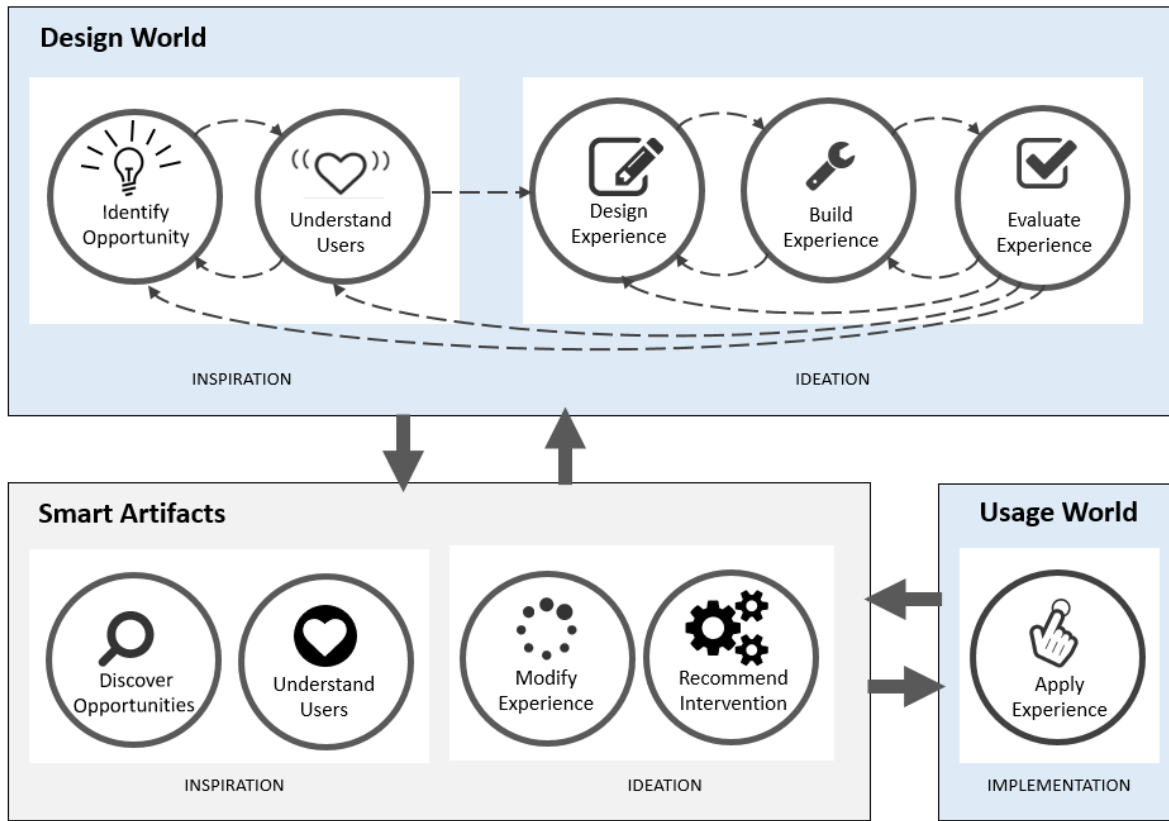 Design World
Identify
Opportunity
Understand
Users
Design
Experience
Build
Experience
Evaluate
Experience
INSPIRATION
IDEATION
Smart Artifacts
Discover
Opportunities
Understand
Users
Modify
Experience
Recommend
Intervention
INSPIRATION
IDEATION
Usage World
Apply
Experience
IMPLEMENTATION